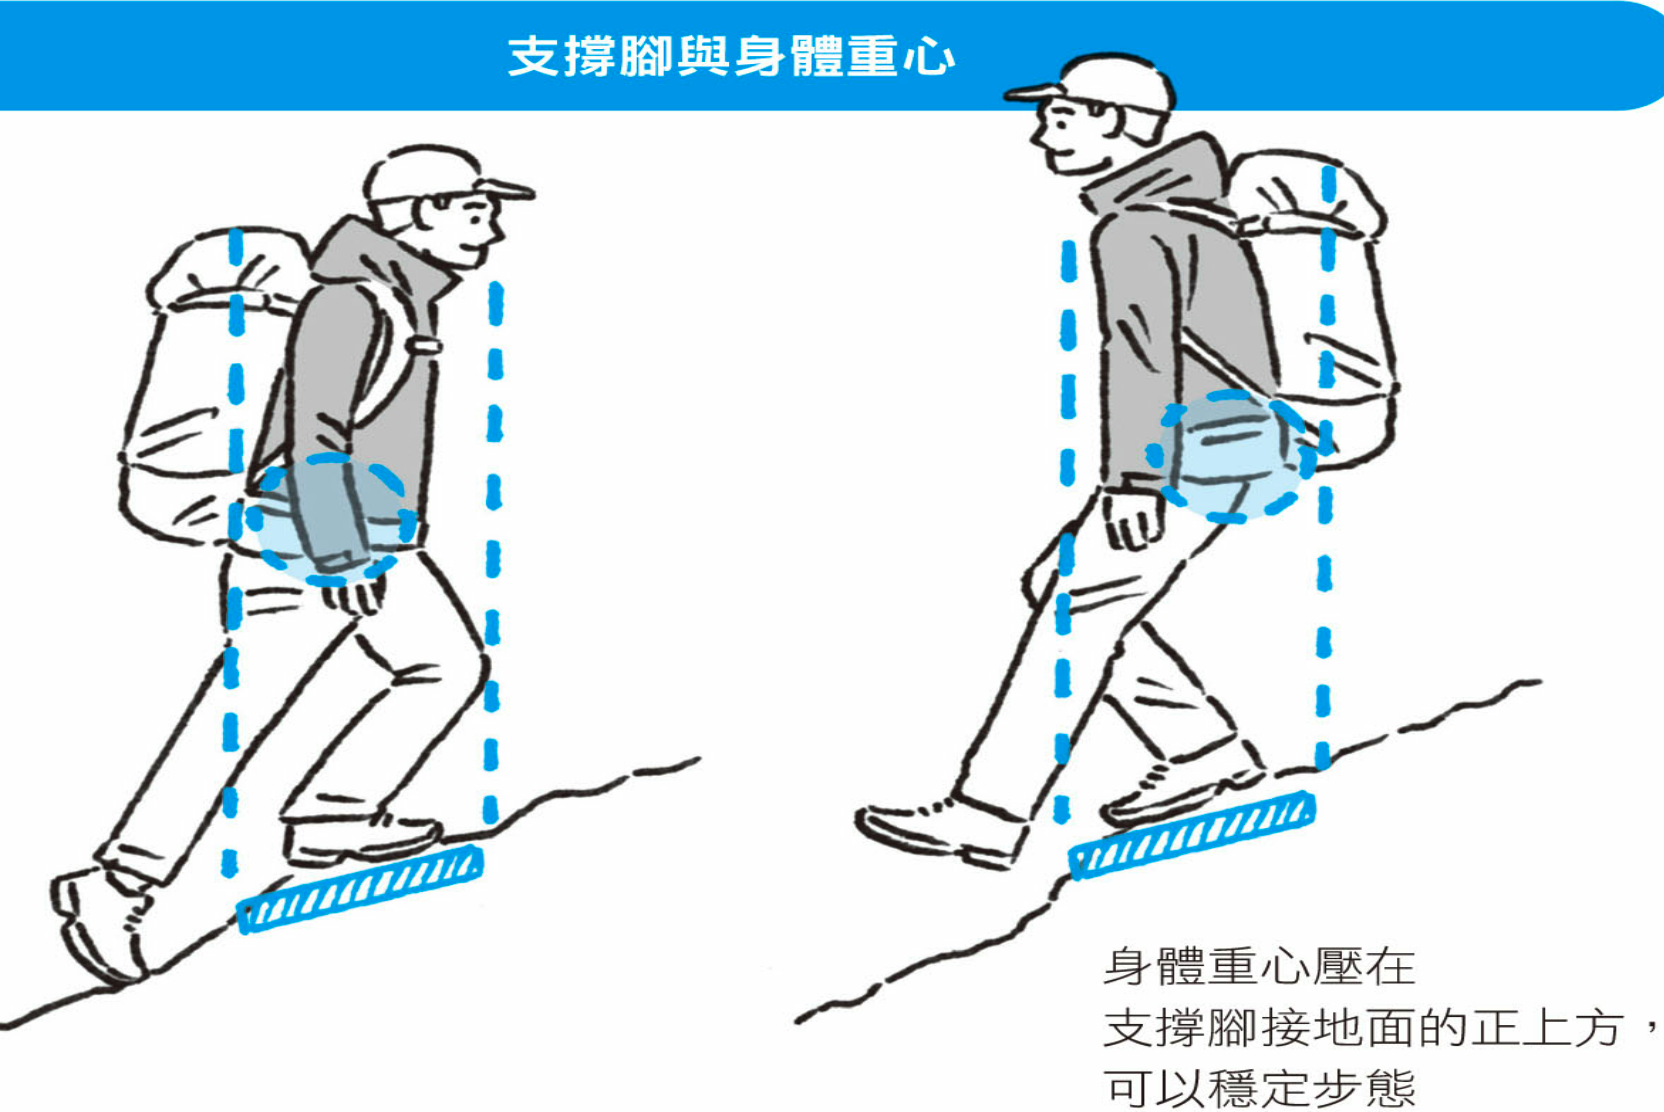 支撐腳與身體重心
身體重心壓在
支撐腳接地面的正上方，
可以穩定步態